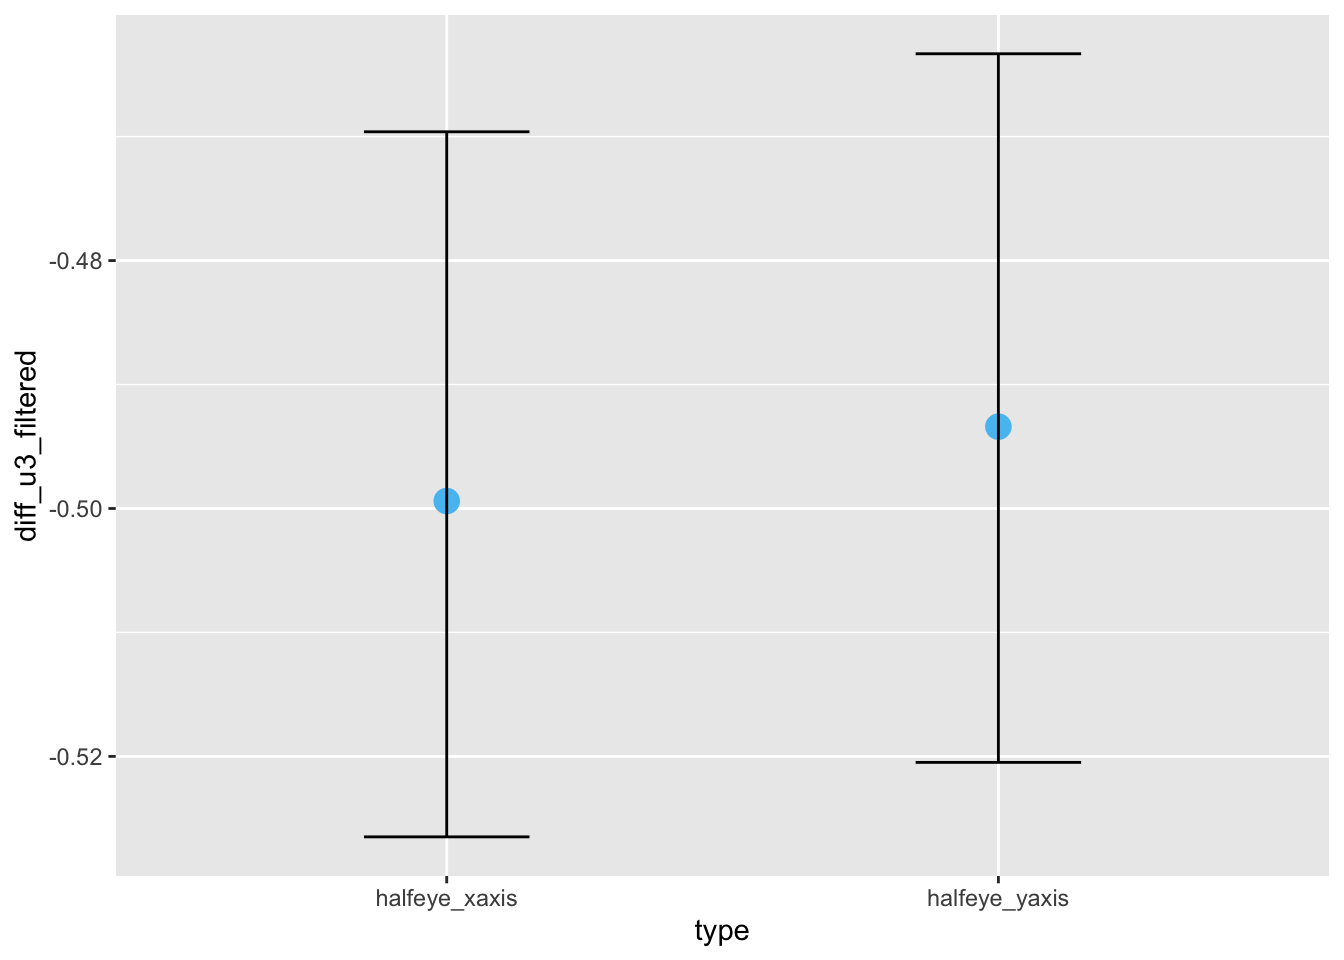 diff_u3_filtered
-0.48
-0.50
-0.52
halfeye_xaxis
halfeye_yaxis
type